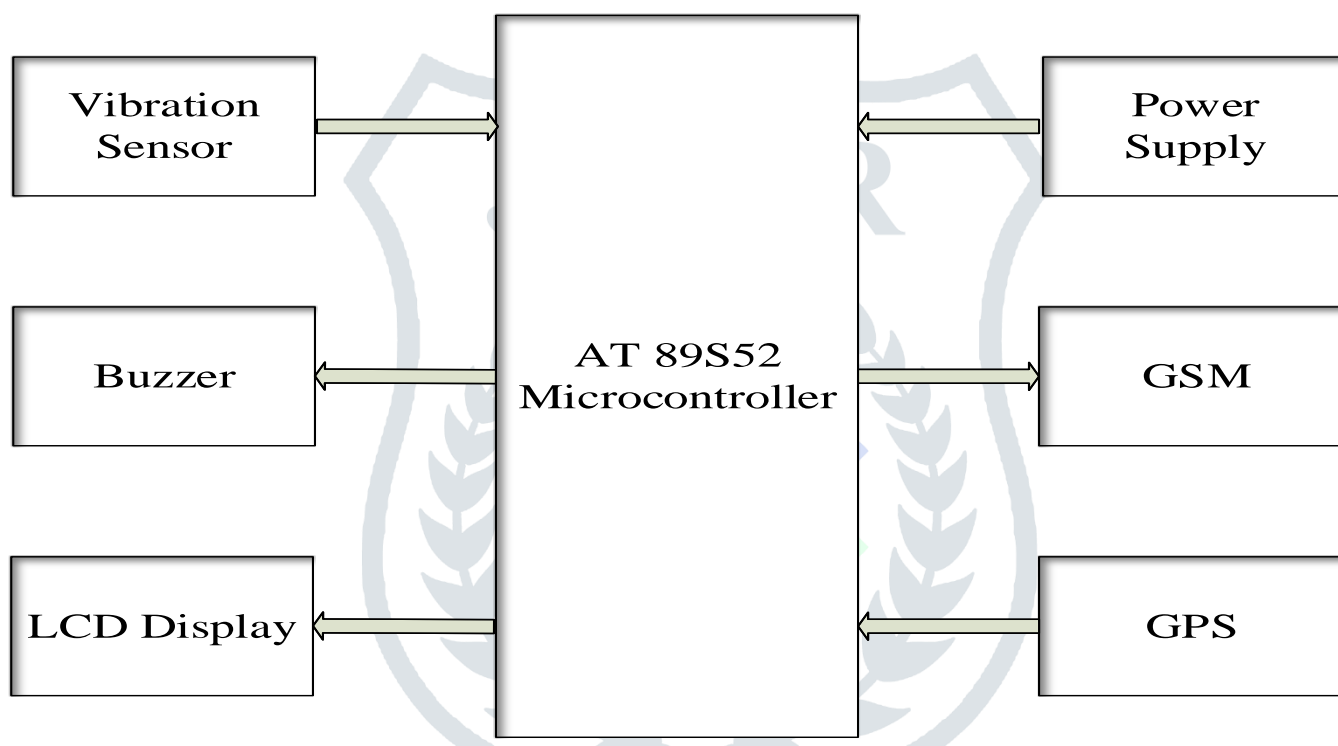 Vibration
Sensor
Power
Supply
Buzzer
AT 89S52
Microcontroller
GSM
LCD Display
GPS